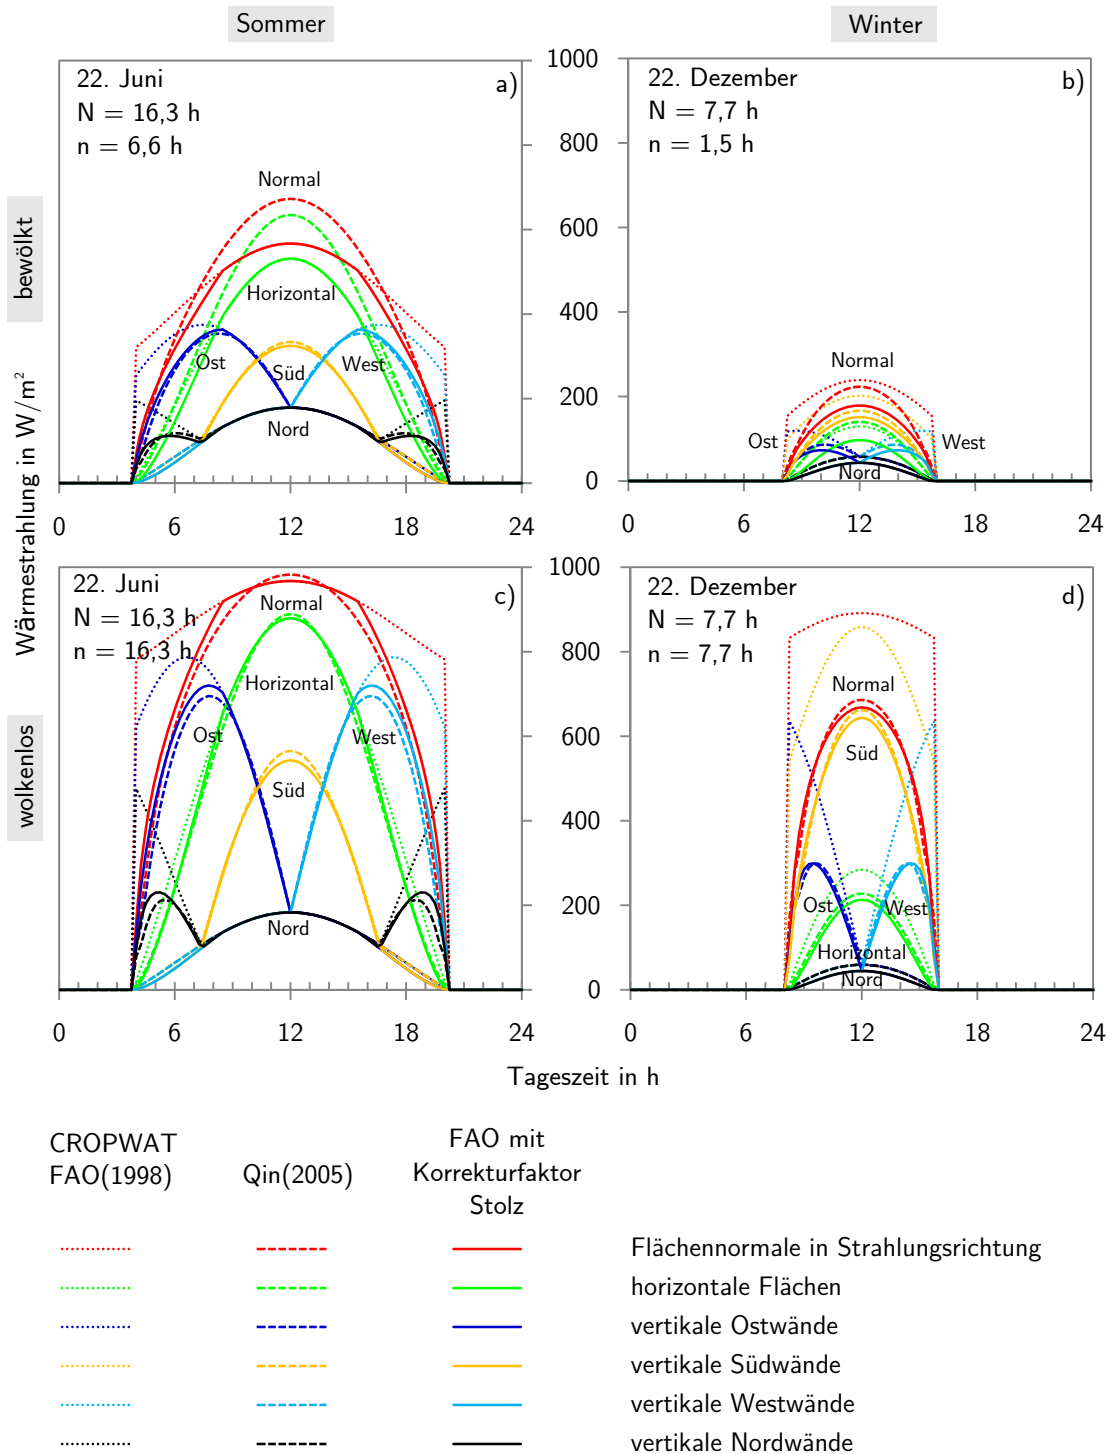 Sommer
Winter
bewölkt
wolkenlos
Wärmestrahlung in W/m²
22. Juni
N = 16,3 h
n = 6,6 h
a)
Normal
Horizontal
Ost
Süd
West
Nord
0
6
12
18
24
1000
800
600
400
200
0
22. Dezember
N = 7,7 h
n = 1,5 h
b)
Normal
Ost
West
Nord
0
6
12
18
24
22. Juni
N = 16,3 h
n = 16,3 h
c)
Normal
Horizontal
Ost
West
Süd
Nord
0
6
12
18
24
1000
800
600
400
200
0
22. Dezember
N = 7,7 h
n = 7,7 h
d)
Normal
Süd
Ost
West
Horizontal
Nord
0
6
12
18
24
Tageszeit in h
CROPWAT
FAO(1998)
Qin(2005)
FAO mit
Korrekturfaktor
Stolz
Flächennormale in Strahlungsrichtung
horizontale Flächen
vertikale Ostwände
vertikale Südwände
vertikale Westwände
vertikale Nordwände